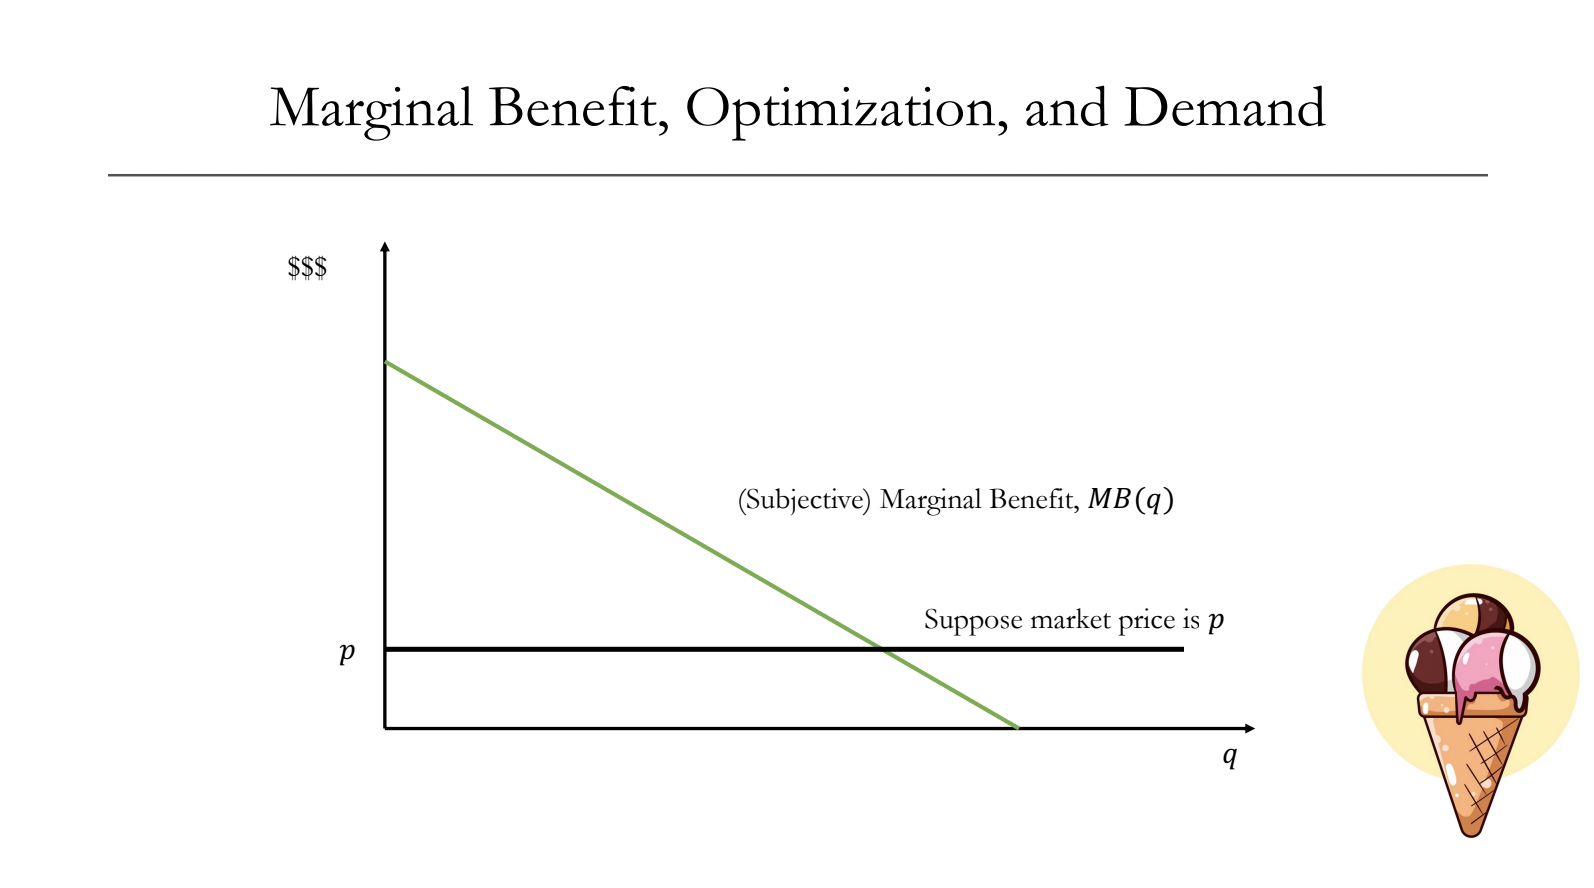 Marginal Benefit, Optimization, and Demand
$$$
(Subjective) Marginal Benefit, MB(q)
Suppose market price is p
p
q